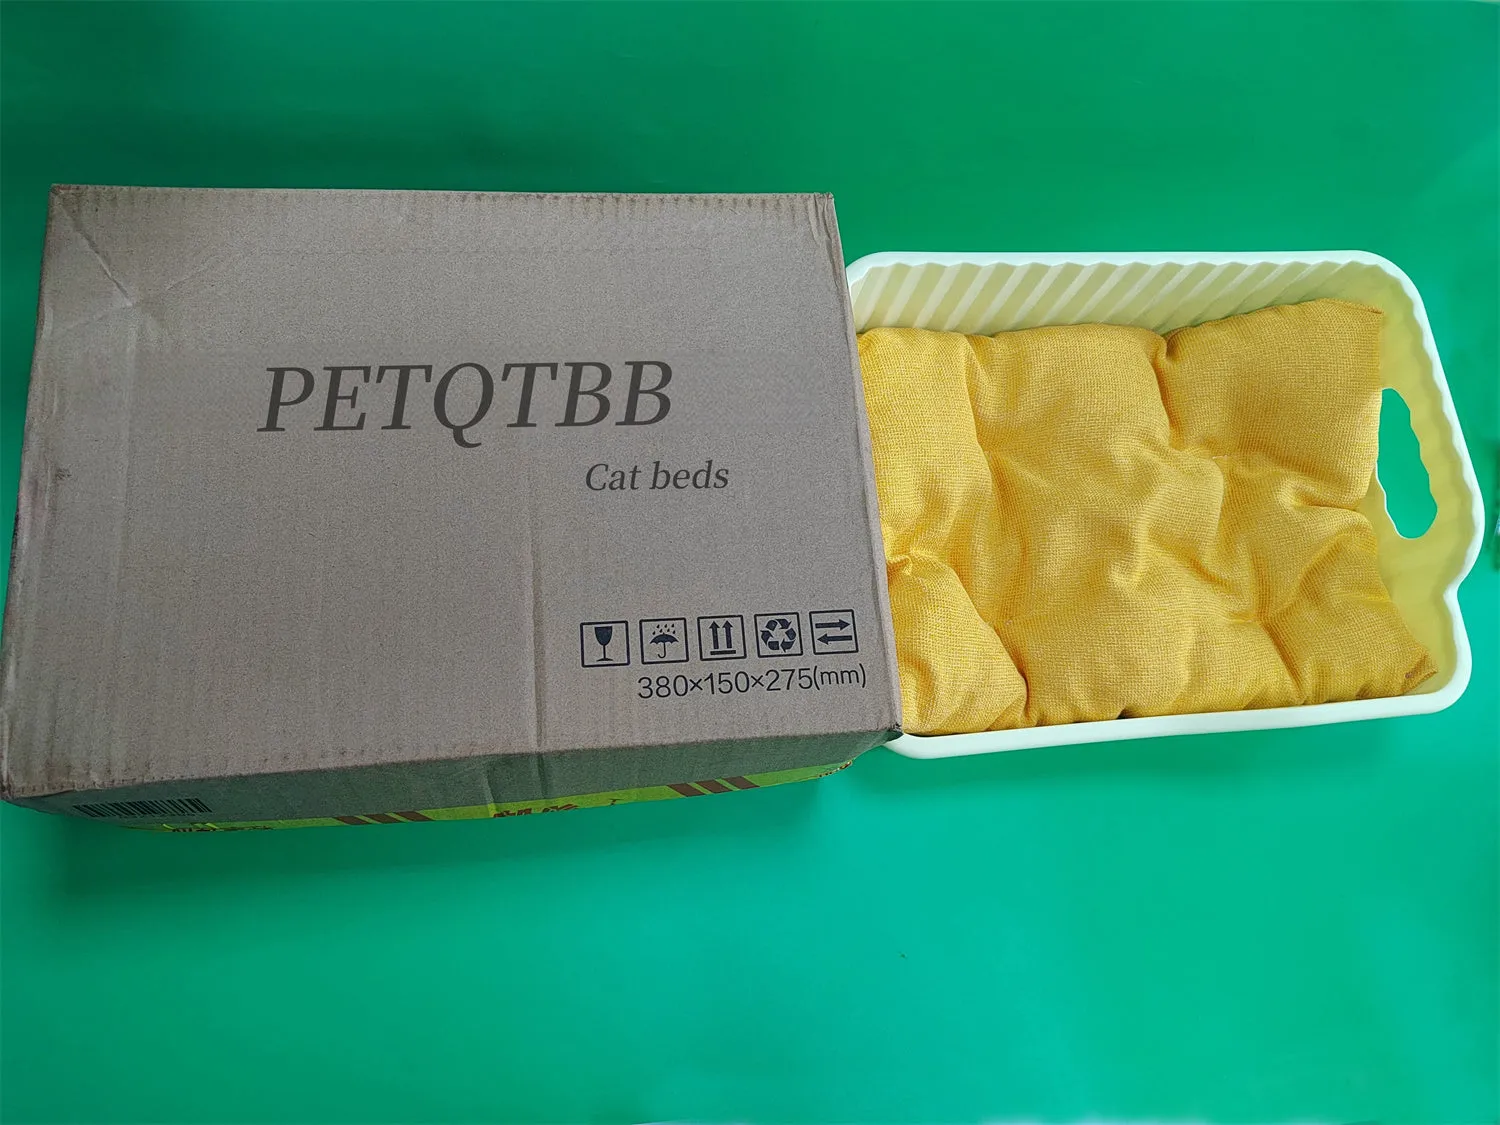 PETQTBB
Cat beds
380×150×275(mm)